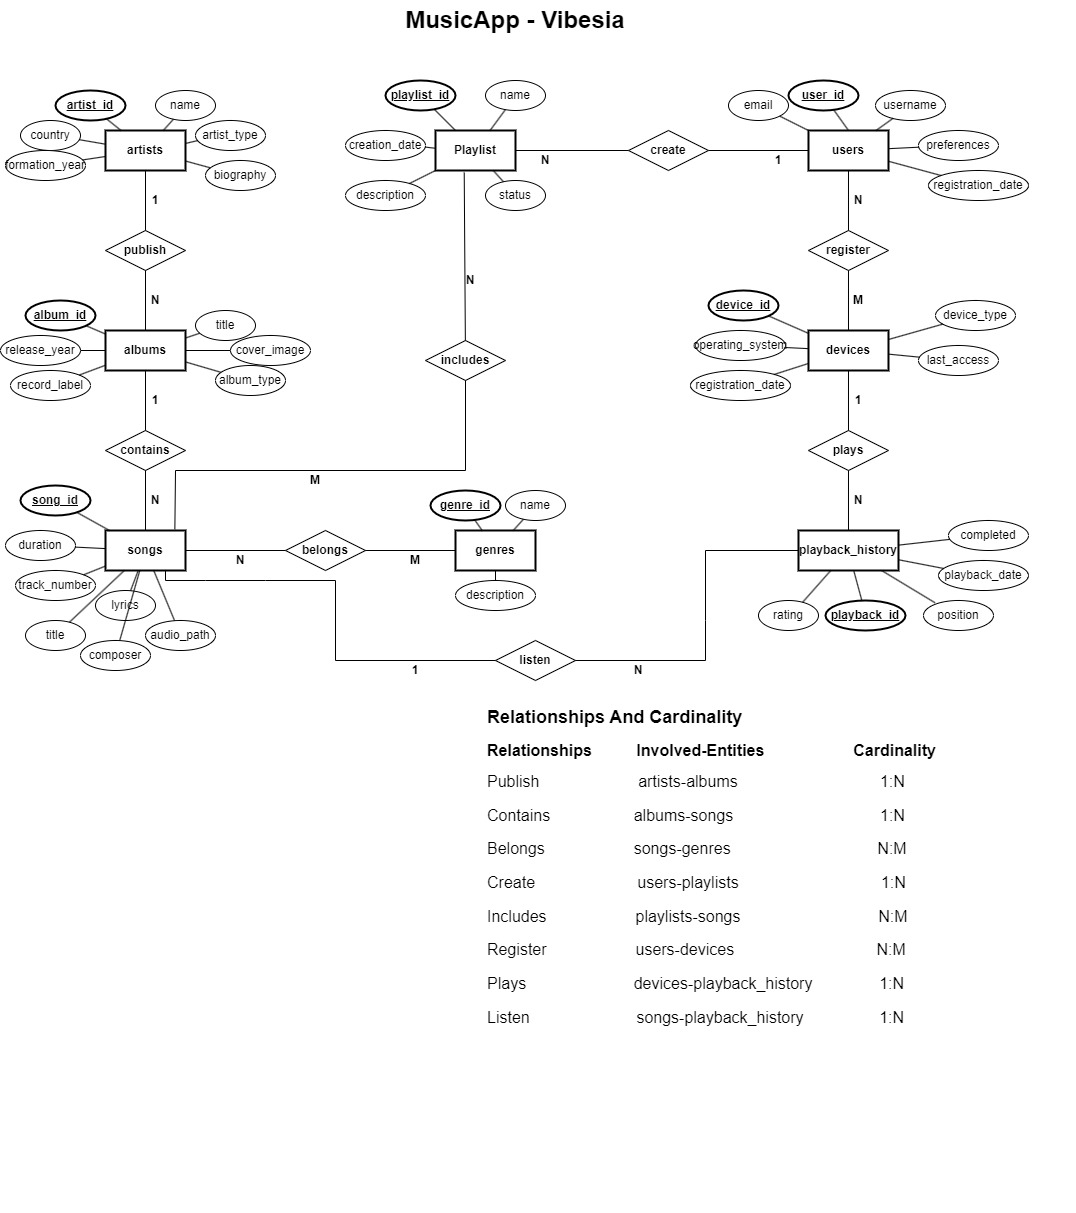 MusicApp - Vibesia
artist_id
name
country
artist_type
formation_year
biography
artists
1
publish
N
album_id
title
release_year
cover_image
record_label
album_type
albums
1
contains
N
song_id
duration
track_number
lyrics
title
composer
audio_path
songs
playlist_id
name
creation_date
description
status
Playlist
N
create
1
N
includes
M
N
belongs
M
genre_id
name
genres
description
email
user_id
username
preferences
registration_date
users
N
register
M
device_id
device_type
operating_system
last_access
registration_date
devices
1
plays
N
playback_history
completed
playback_date
rating
playback_id
position
1
listen
N
Relationships And Cardinality
Relationships Involved-Entities Cardinality
Publish artists-albums 1:N
Contains albums-songs 1:N
Belongs songs-genres N:M
Create users-playlists 1:N
Includes playlists-songs N:M
Register users-devices N:M
Plays devices-playback_history 1:N
Listen songs-playback_history 1:N